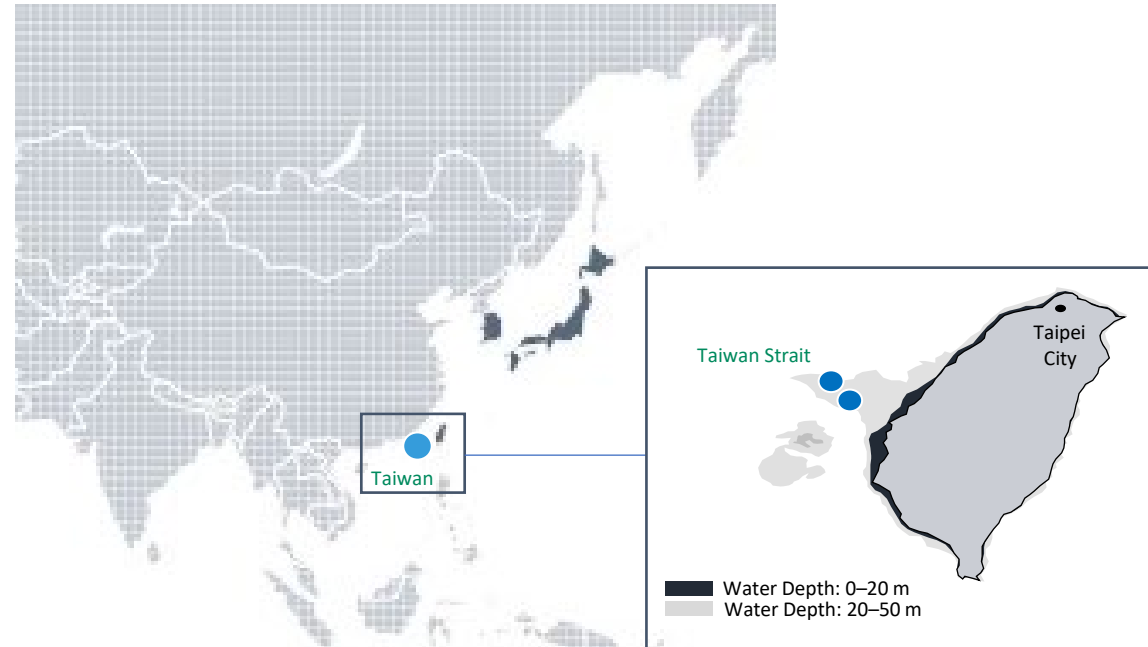 Taiwan
Taiwan Strait
Taipei
City
Water Depth: 0–20 m
Water Depth: 20–50 m